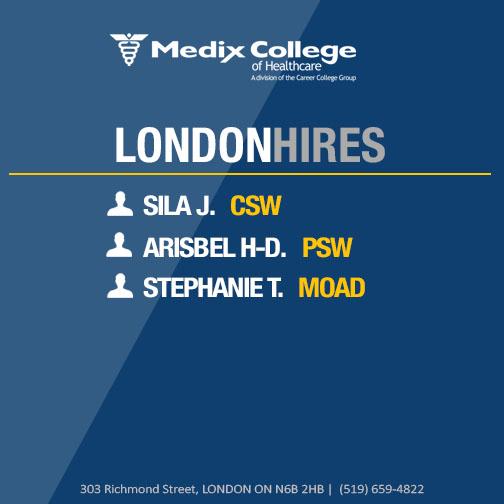 Medix College
of Healthcare
A division of the Career College Group
LONDONHIRES
SILA J. CSW
ARISBEL H-D. PSW
STEPHANIE T. MOAD
303 Richmond Street, LONDON ON N6B 2HB | (519) 659-4822